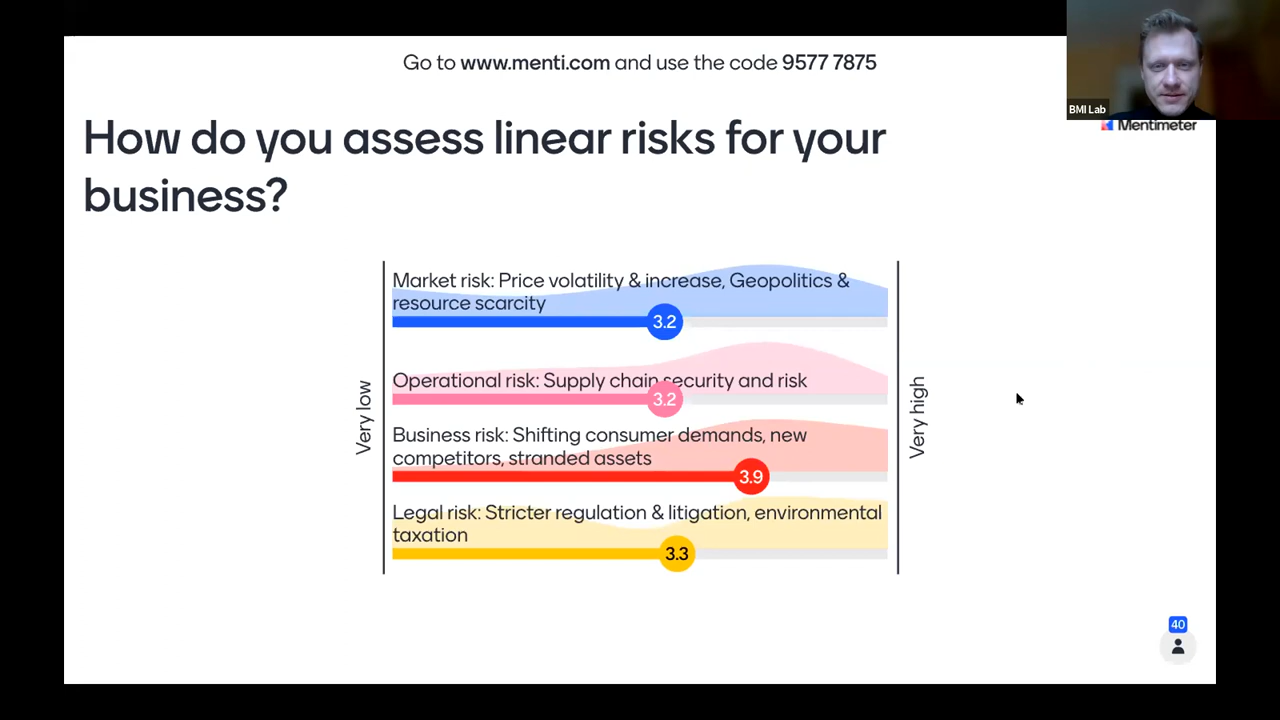 Go to www.menti.com and use the code 9577 7875
BMI Lab
Mentimeter
How do you assess linear risks for your
business?
Market risk: Price volatility & increase, Geopolitics &
resource scarcity
3.2
Operational risk: Supply chain security and risk
3.2
Very low
Very high
Business risk: Shifting consumer demands, new
competitors, stranded assets
3.9
Legal risk: Stricter regulation & litigation, environmental
taxation
3.3
40